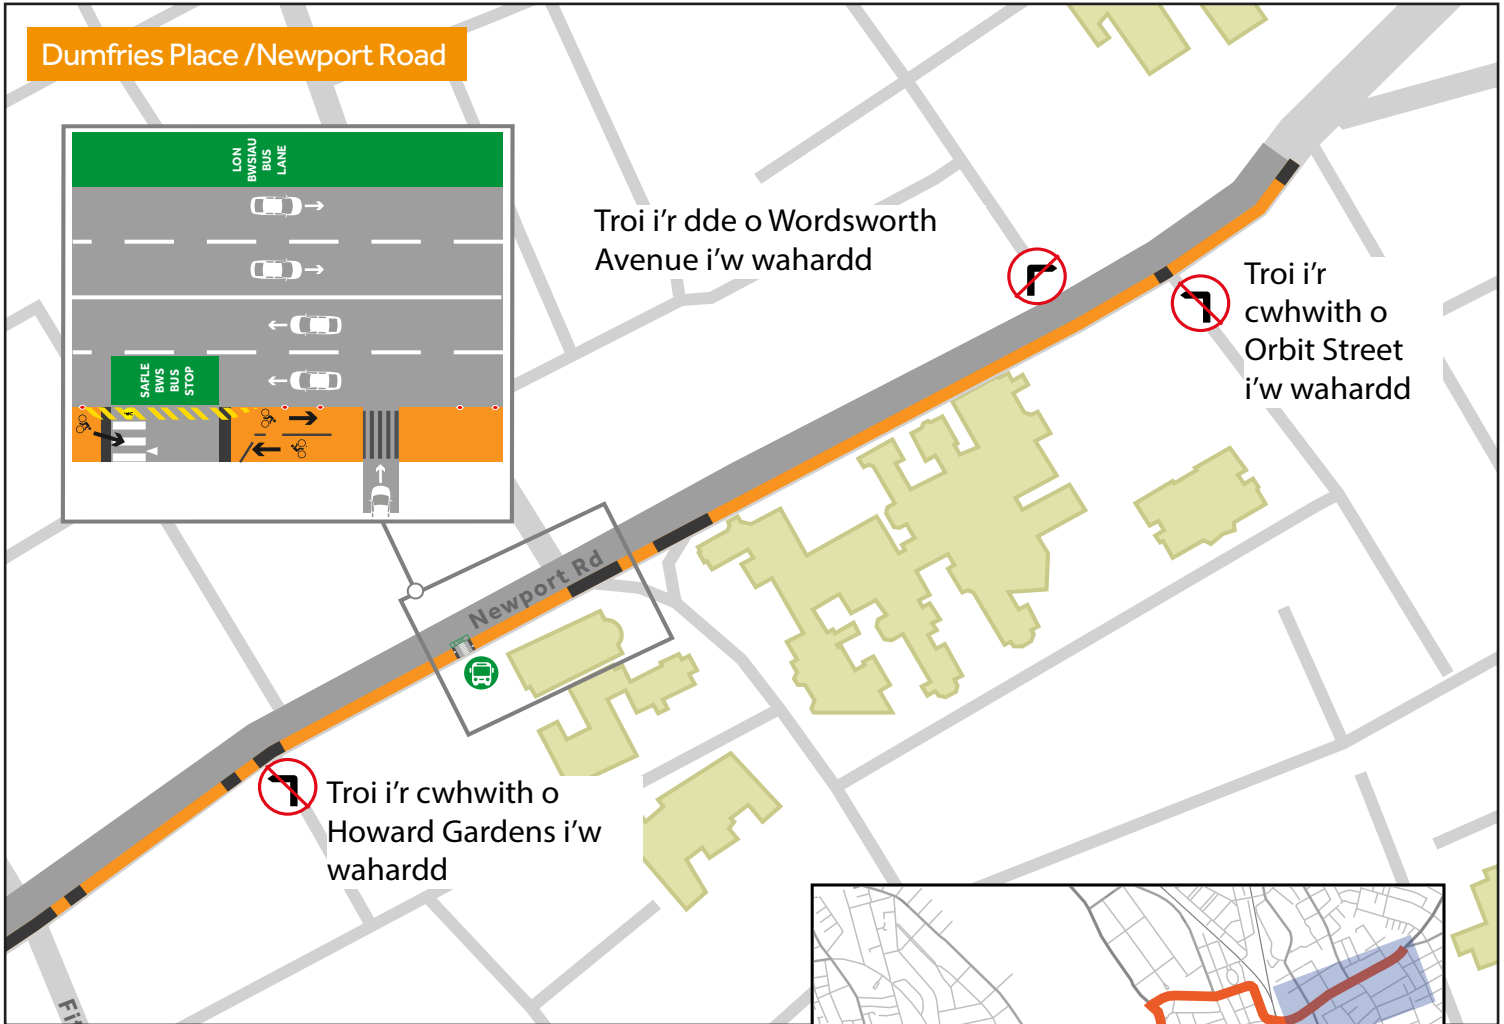 Dumfries Place /Newport Road
LON
BWSIAU
BUS
LANE
SAFLE
BWS
BUS
STOP
Troi i'r dde o Wordsworth
Avenue i'w wahardd
Troi i'r
cwhwith o
Orbit Street
i'w wahardd
Newport Rd
Troi i'r cwhwith o
Howard Gardens i'w
wahardd